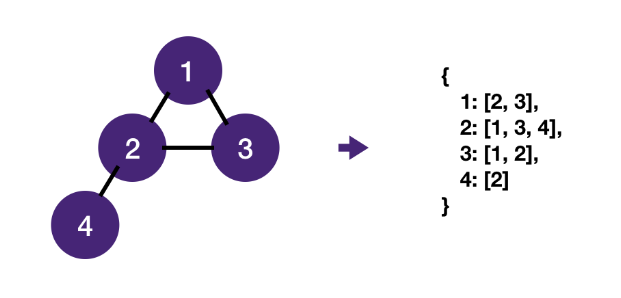 1
2
3
4
{
1: [2, 3],
2: [1, 3, 4],
3: [1, 2],
4: [2]
}